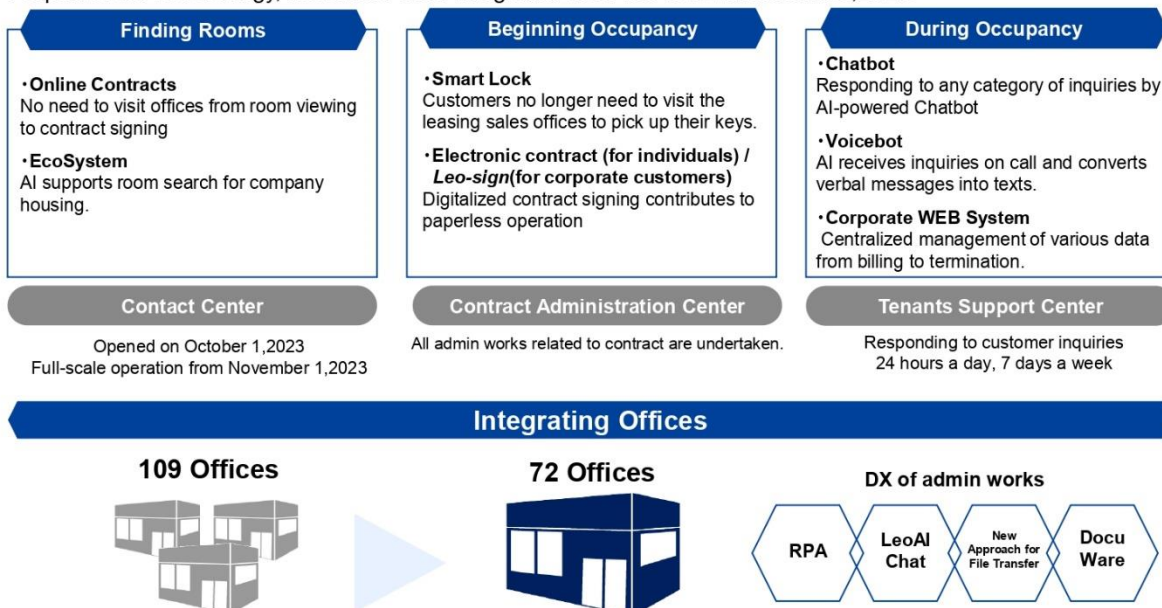 Finding Rooms
・Online Contracts
No need to visit offices from room viewing
to contract signing
・EcoSystem
AI supports room search for company
housing.
Contact Center
Opened on October 1,2023
Full-scale operation from November 1,2023
Beginning Occupancy
・Smart Lock
Customers no longer need to visit the
leasing sales offices to pick up their keys.
・Electronic contract (for individuals) /
Leo-sign(for corporate customers)
Digitalized contract signing contributes to
paperless operation
Contract Administration Center
All admin works related to contract are undertaken.
During Occupancy
・Chatbot
Responding to any category of inquiries by
AI-powered Chatbot
・Voicebot
AI receives inquiries on call and converts
verbal messages into texts.
・Corporate WEB System
Centralized management of various data
from billing to termination.
Tenants Support Center
Responding to customer inquiries
24 hours a day, 7 days a week
Integrating Offices
109 Offices
72 Offices
DX of admin works
RPA
LeoAI
Chat
New
Approach for
File Transfer
Docu
Ware